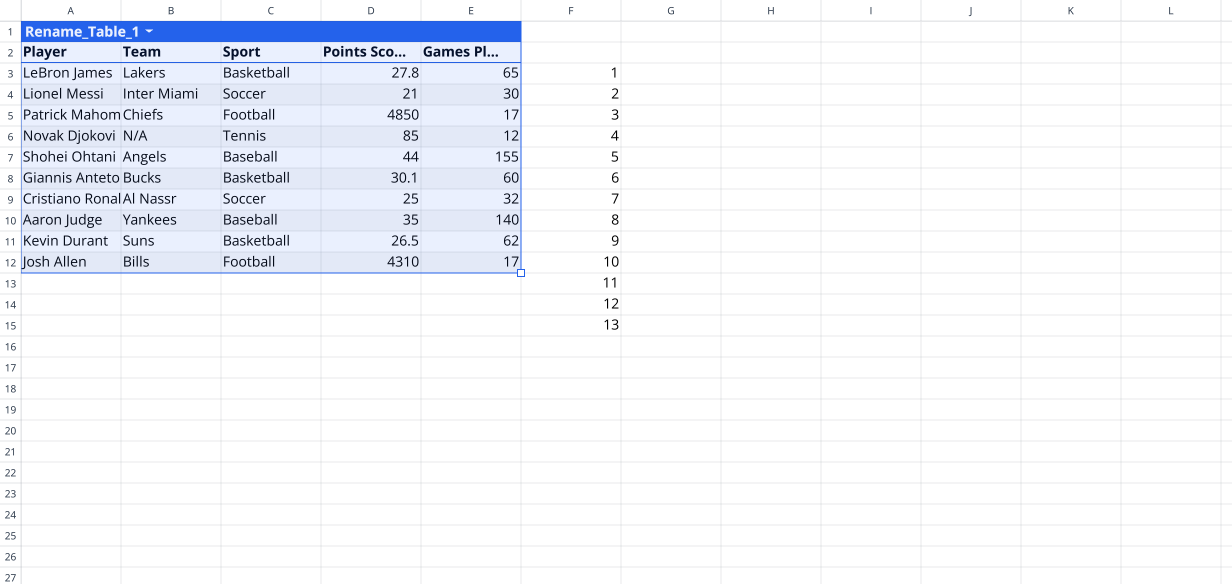 A B C D E F G H I J K L
1 Rename_Table_1
2 Player Team Sport Points Sco... Games Pl...
3 LeBron James Lakers Basketball 27.8 65 1
4 Lionel Messi Inter Miami Soccer 21 30 2
5 Patrick Mahom Chiefs Football 4850 17 3
6 Novak Djokovi N/A Tennis 85 12 4
7 Shohei Ohtani Angels Baseball 44 155 5
8 Giannis Anteto Bucks Basketball 30.1 60 6
9 Cristiano Ronal Al Nassr Soccer 25 32 7
10 Aaron Judge Yankees Baseball 35 140 8
11 Kevin Durant Suns Basketball 26.5 62 9
12 Josh Allen Bills Football 4310 17 10
13 11
14 12
15 13
16
17
18
19
20
21
22
23
24
25
26
27